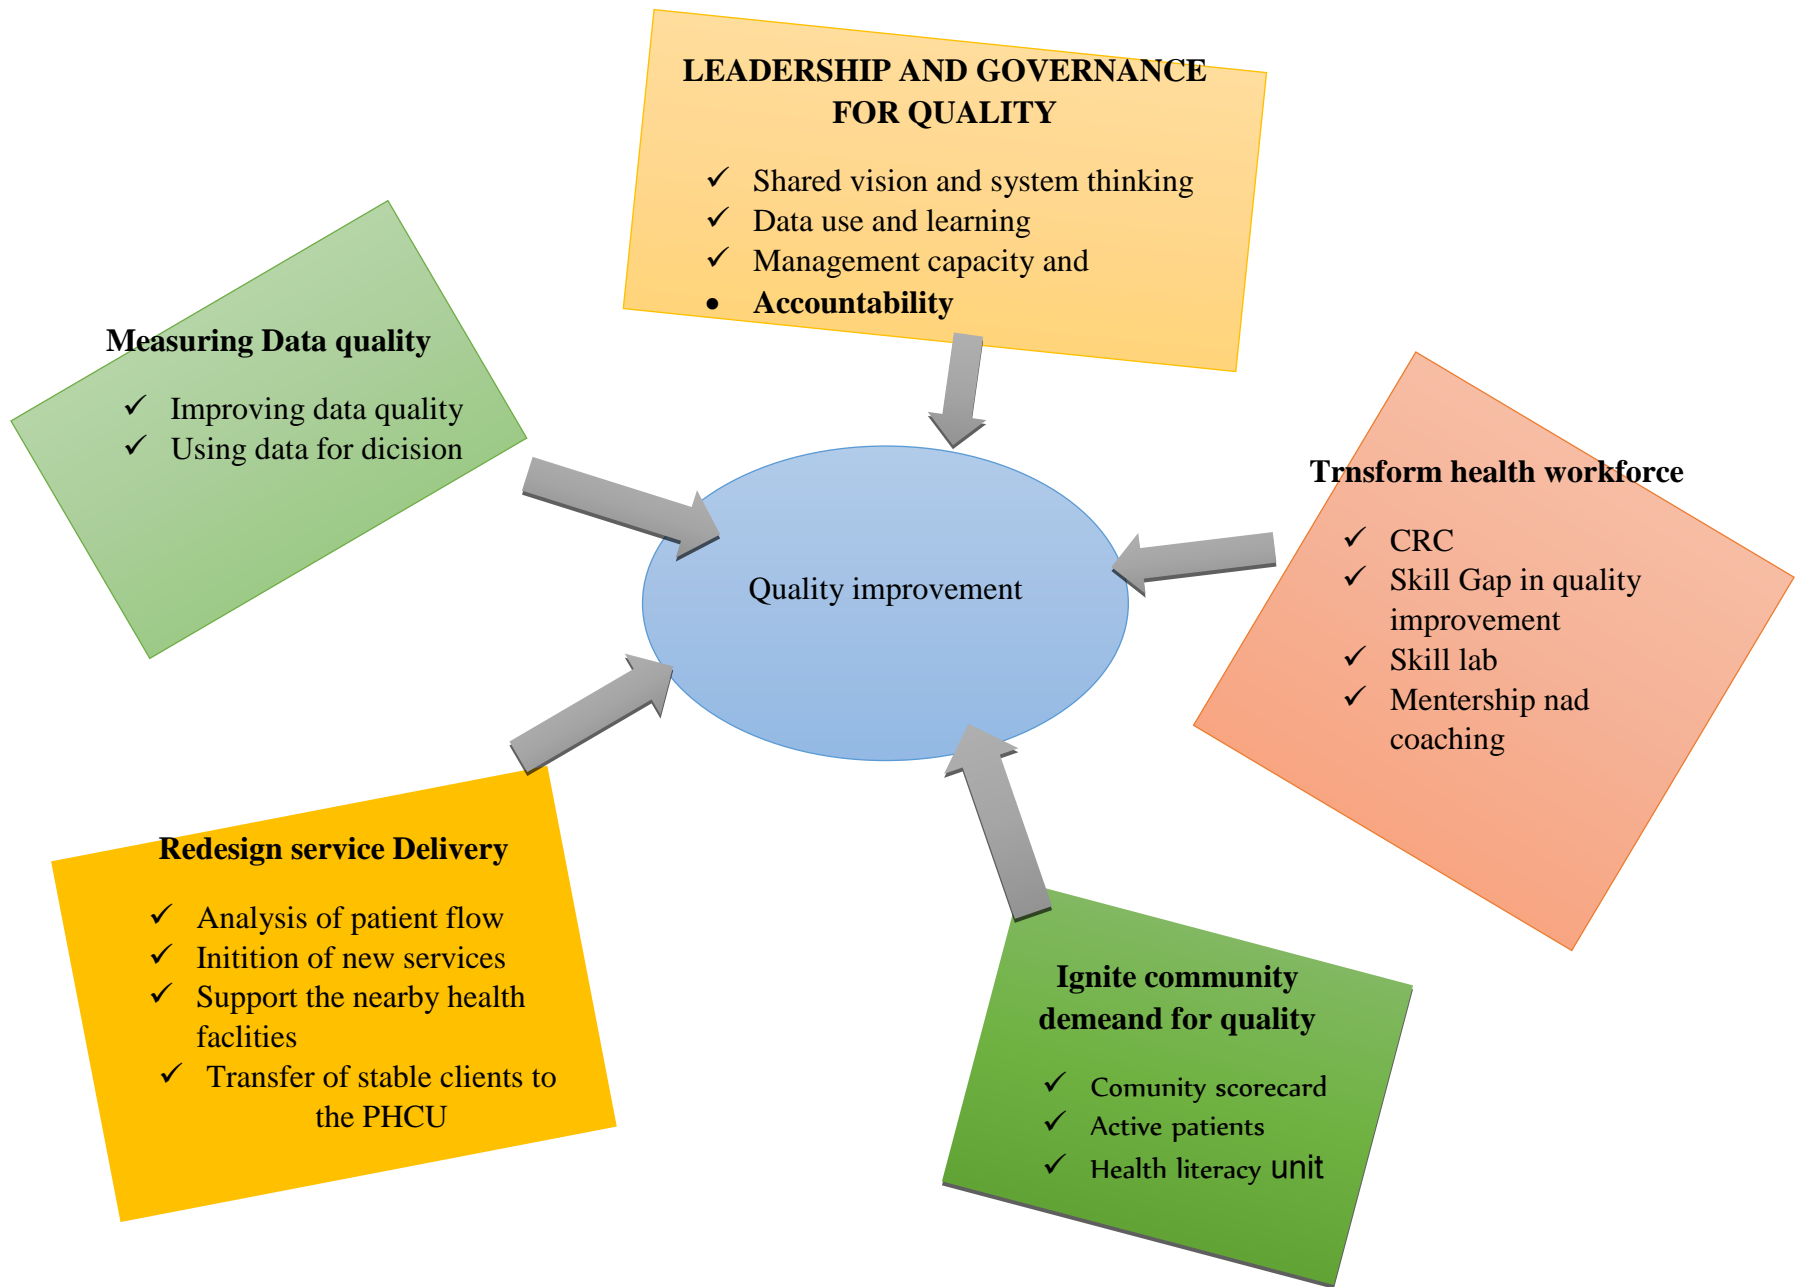 LEADERSHIP AND GOVERNANCE
FOR QUALITY
✓ Shared vision and system thinking
✓ Data use and learning
✓ Management capacity and
• Accountability
Measuring Data quality
✓ Improving data quality
✓ Using data for dicision
Trnsform health workforce
✓ CRC
✓ Skill Gap in quality
improvement
✓ Skill lab
✓ Mentership nad
coaching
Quality improvement
Redesign service Delivery
✓ Analysis of patient flow
✓ Initition of new services
✓ Support the nearby health
faclities
✓ Transfer of stable clients to
the PHCU
Ignite community
demeand for quality
✓ Comunity scorecard
✓ Active patients
✓ Health literacy unit